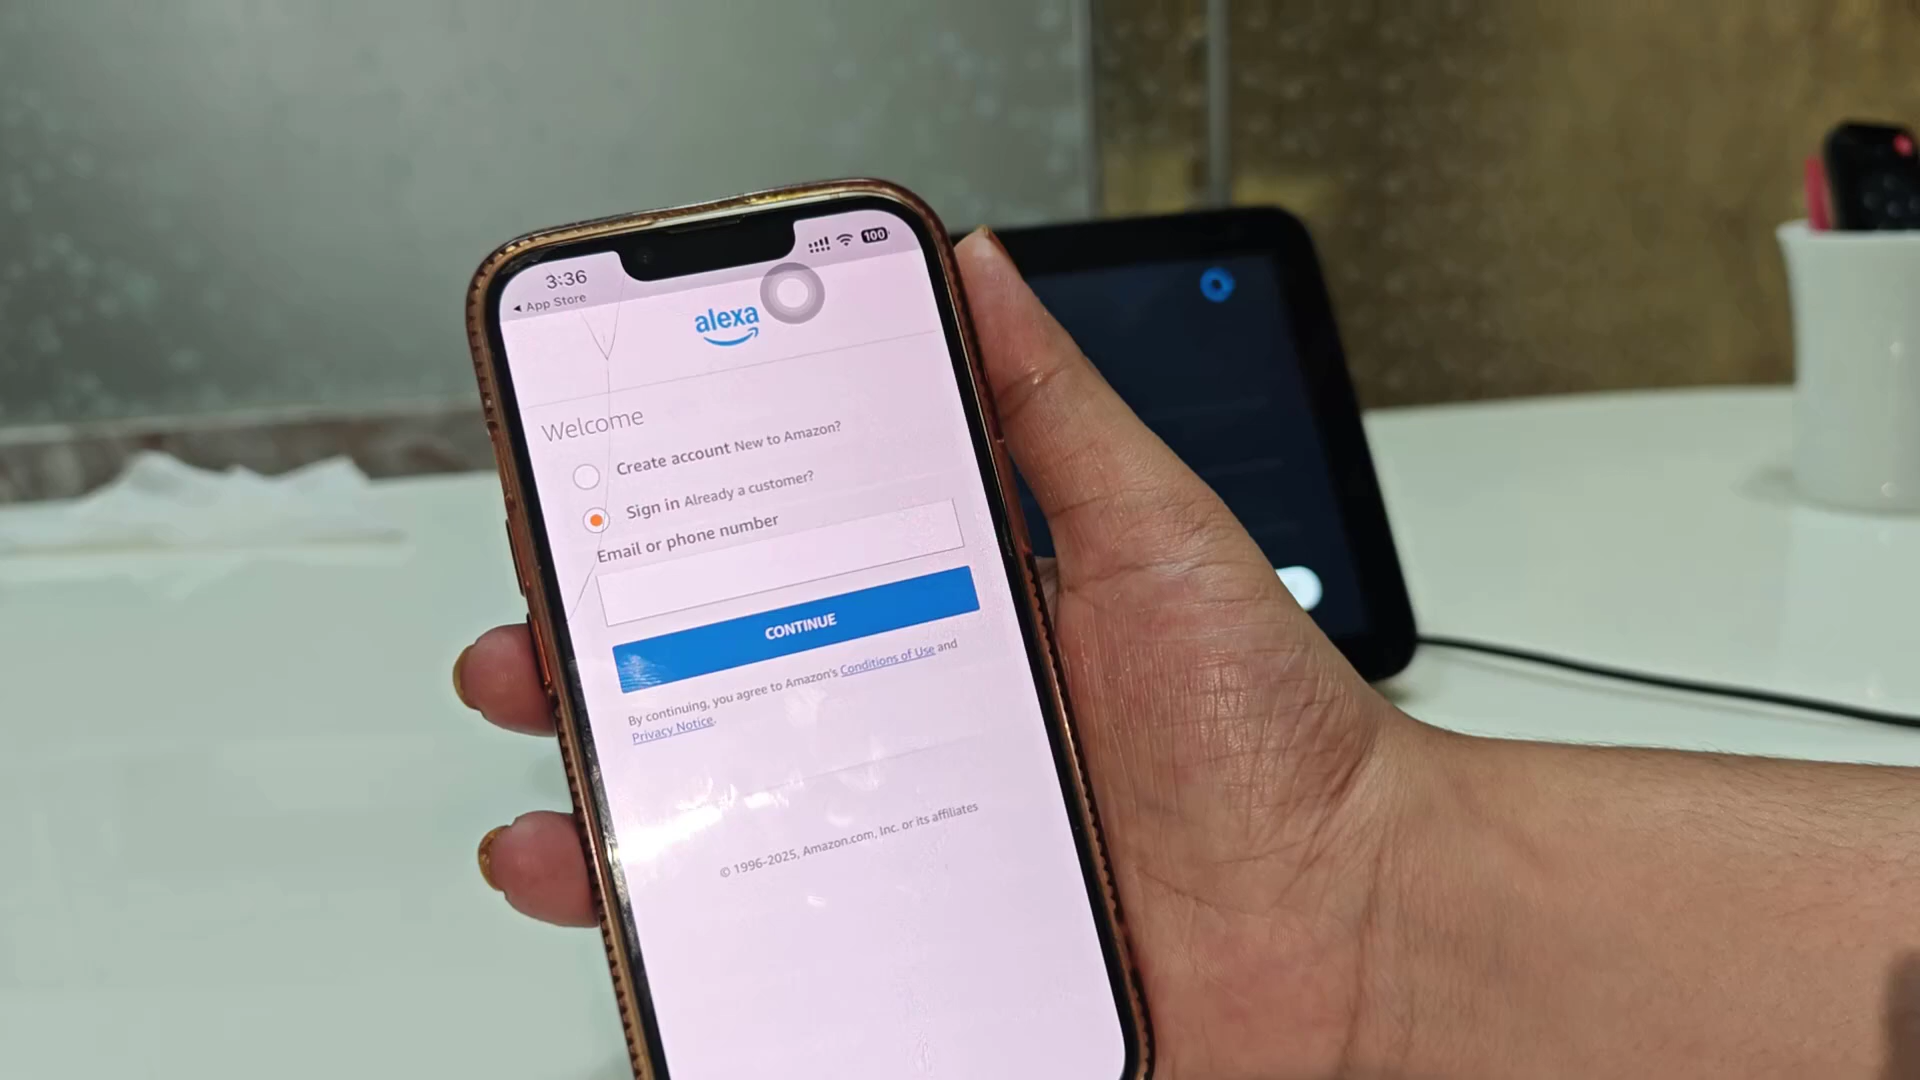 3:36
100
◀ App Store
alexa
Welcome
Create account New to Amazon?
Sign in Already a customer?
Email or phone number
CONTINUE
By continuing, you agree to Amazon's Conditions of Use and
Privacy Notice.
© 1996-2025, Amazon.com, Inc. or its affiliates